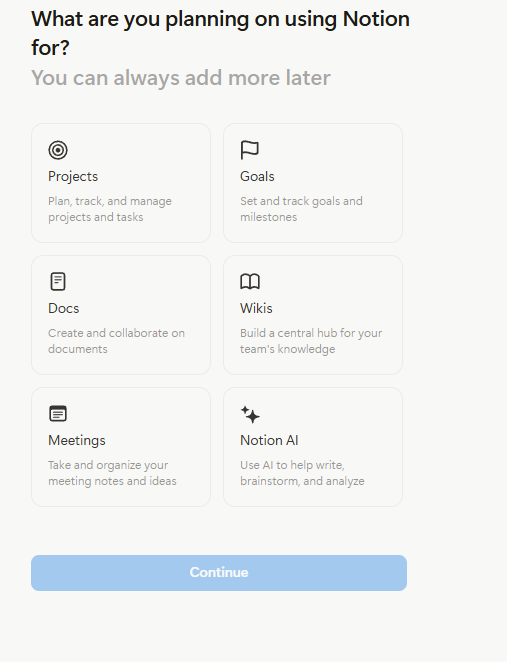 What are you planning on using Notion
for?
You can always add more later
Projects
Plan, track, and manage
projects and tasks
Goals
Set and track goals and
milestones
Docs
Create and collaborate on
documents
Wikis
Build a central hub for your
team's knowledge
Meetings
Take and organize your
meeting notes and ideas
Notion AI
Use AI to help write,
brainstorm, and analyze
Continue